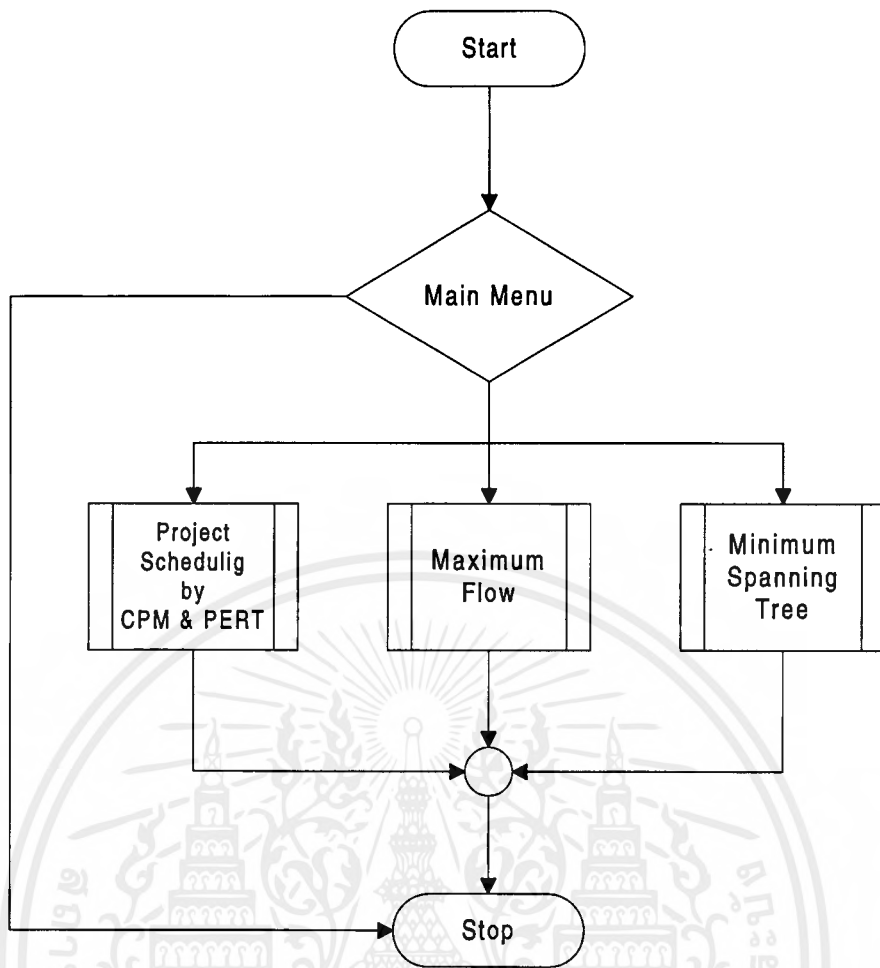 Start
Main Menu
Project
Schedulig
by
CPM & PERT
Maximum
Flow
Minimum
Spanning
Tree
Stop